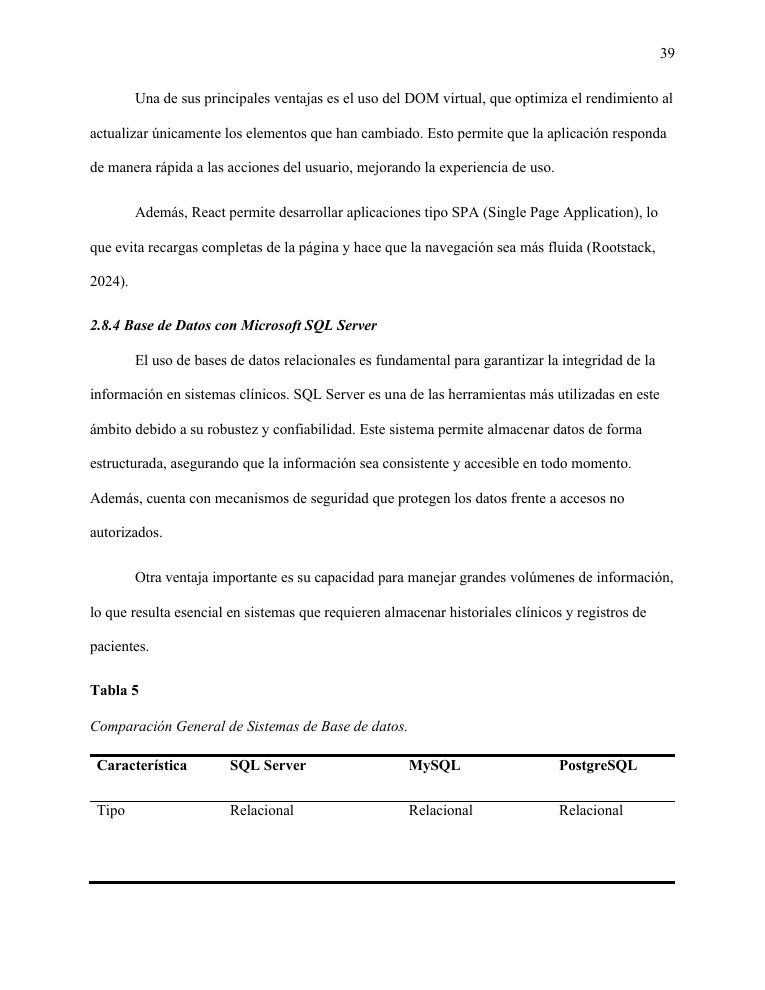 39
Una de sus principales ventajas es el uso del DOM virtual, que optimiza el rendimiento al
actualizar únicamente los elementos que han cambiado. Esto permite que la aplicación responda
de manera rápida a las acciones del usuario, mejorando la experiencia de uso.
Además, React permite desarrollar aplicaciones tipo SPA (Single Page Application), lo
que evita recargas completas de la página y hace que la navegación sea más fluida (Rootstack,
2024).
2.8.4 Base de Datos con Microsoft SQL Server
El uso de bases de datos relacionales es fundamental para garantizar la integridad de la
información en sistemas clínicos. SQL Server es una de las herramientas más utilizadas en este
ámbito debido a su robustez y confiabilidad. Este sistema permite almacenar datos de forma
estructurada, asegurando que la información sea consistente y accesible en todo momento.
Además, cuenta con mecanismos de seguridad que protegen los datos frente a accesos no
autorizados.
Otra ventaja importante es su capacidad para manejar grandes volúmenes de información,
lo que resulta esencial en sistemas que requieren almacenar historiales clínicos y registros de
pacientes.
Tabla 5
Comparación General de Sistemas de Base de datos.
Característica SQL Server MySQL PostgreSQL
Tipo Relacional Relacional Relacional